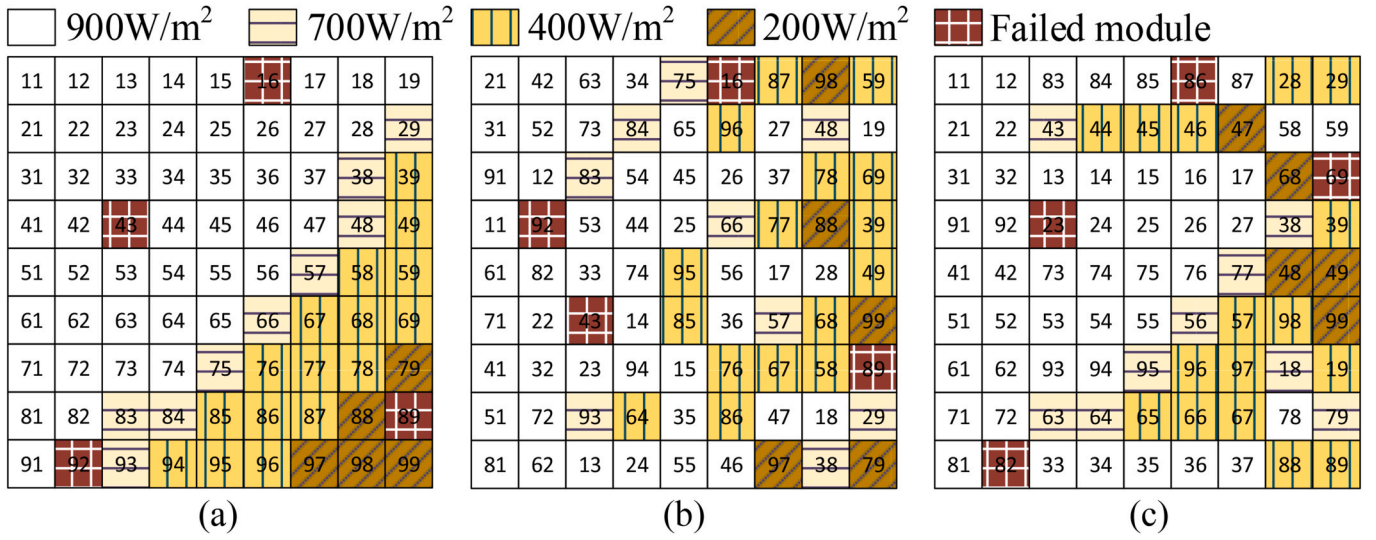 900W/m² 700W/m² 400W/m² 200W/m² Failed module
11 12 13 14 15 16 17 18 19 21 42 63 34 75 16 87 98 59 11 12 83 84 85 86 87 28 29
21 22 23 24 25 26 27 28 29 31 52 73 84 65 96 27 48 19 21 22 43 44 45 46 47 58 59
31 32 33 34 35 36 37 38 39 91 12 83 54 45 26 37 78 69 31 32 13 14 15 16 17 68 69
41 42 43 44 45 46 47 48 49 11 92 53 44 25 66 77 88 39 91 92 23 24 25 26 27 38 39
51 52 53 54 55 56 57 58 59 61 82 33 74 95 56 17 28 49 41 42 73 74 75 76 77 48 49
61 62 63 64 65 66 67 68 69 71 22 43 14 85 36 57 68 99 51 52 53 54 55 56 57 98 99
71 72 73 74 75 76 77 78 79 41 32 23 94 15 76 67 58 89 61 62 93 94 95 96 97 18 19
81 82 83 84 85 86 87 88 89 51 72 93 64 35 86 47 18 29 71 72 63 64 65 66 67 78 79
91 92 93 94 95 96 97 98 99 81 62 13 24 55 46 97 38 79 81 82 33 34 35 36 37 88 89
(a) (b) (c)